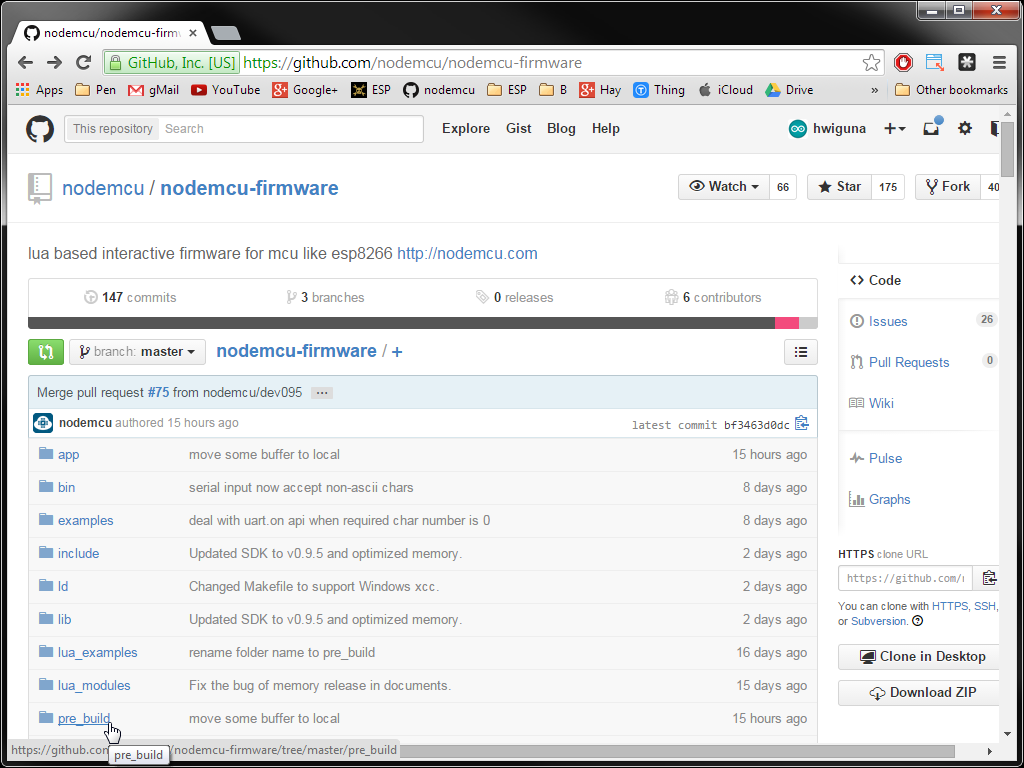 nodemcu/nodemcu-firmw
GitHub, Inc. [US] https://github.com/nodemcu/nodemcu-firmware
Apps Pen gMail YouTube Google+ ESP nodemcu ESP B Hay Thing iCloud Drive » Other bookmarks
This repository Search Explore Gist Blog Help hwiguna
nodemcu / nodemcu-firmware Watch 66 Star 175 Fork 40
lua based interactive firmware for mcu like esp8266 http://nodemcu.com
147 commits 3 branches 0 releases 6 contributors
branch: master nodemcu-firmware / +
Merge pull request #75 from nodemcu/dev095 ...
nodemcu authored 15 hours ago latest commit bf3463d0dc
app move some buffer to local 15 hours ago
bin serial input now accept non-ascii chars 8 days ago
examples deal with uart.on api when required char number is 0 8 days ago
include Updated SDK to v0.9.5 and optimized memory. 2 days ago
ld Changed Makefile to support Windows xcc. 2 days ago
lib Updated SDK to v0.9.5 and optimized memory. 2 days ago
lua_examples rename folder name to pre_build 16 days ago
lua_modules Fix the bug of memory release in documents. 15 days ago
pre_build move some buffer to local 15 hours ago
Code
Issues 26
Pull Requests 0
Wiki
Pulse
Graphs
HTTPS clone URL
https://github.com/
You can clone with HTTPS, SSH,
or Subversion.
Clone in Desktop
Download ZIP
https://github.com /nodemcu-firmware/tree/master/pre_build
pre_build